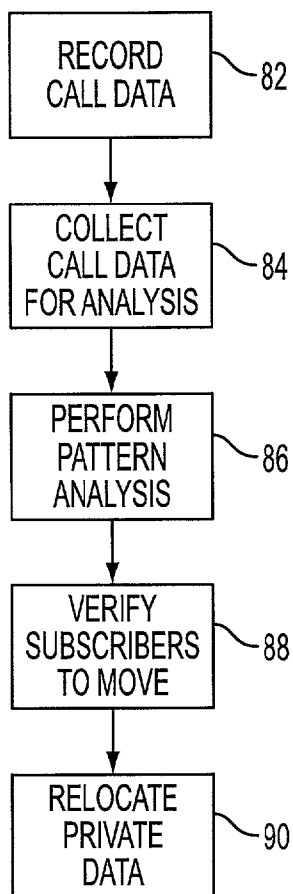 RECORD
CALL DATA
82
COLLECT
CALL DATA
FOR ANALYSIS
84
PERFORM
PATTERN
ANALYSIS
86
VERIFY
SUBSCRIBERS
TO MOVE
88
RELOCATE
PRIVATE
DATA
90